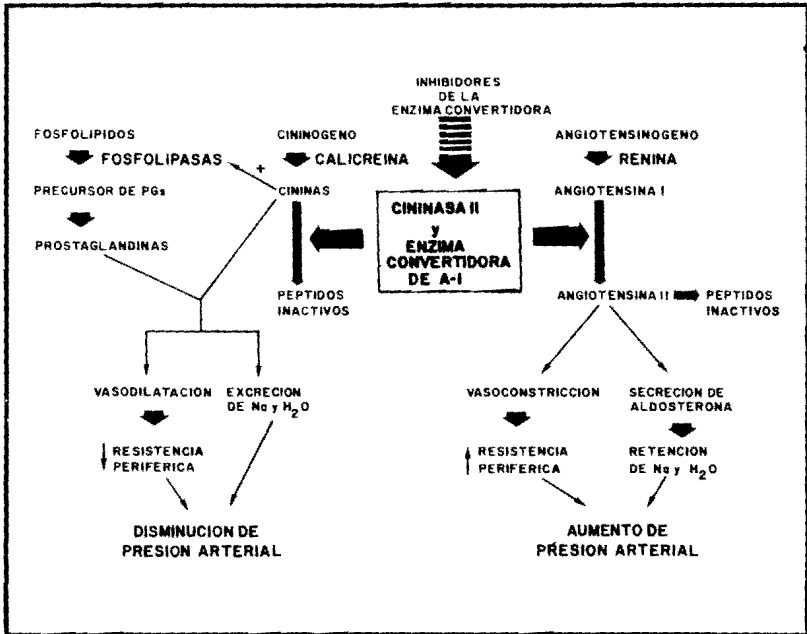 INHIBIDORES
DE LA
ENZIMA CONVERTIDORA
FOSFOLIPIDOS
FOSFOLIPASAS
+
PRECURSOR DE PGs
PROSTAGLANDINAS
CININOGENO
CALICREINA
CININAS
PEPTIDOS
INACTIVOS
CININASA II
y
ENZIMA
CONVERTIDORA
DE A-I
ANGIOTENSINOGENO
RENINA
ANGIOTENSINA I
ANGIOTENSINA II
PEPTIDOS
INACTIVOS
VASODILATACION
RESISTENCIA
PERIFERICA
EXCRECION
DE Na y H2O
DISMINUCION DE
PRESION ARTERIAL
VASOCONSTRICCION
RESISTENCIA
PERIFERICA
SECRECION DE
ALDOSTERONA
RETENCION
DE Na y H2O
AUMENTO DE
PRESION ARTERIAL